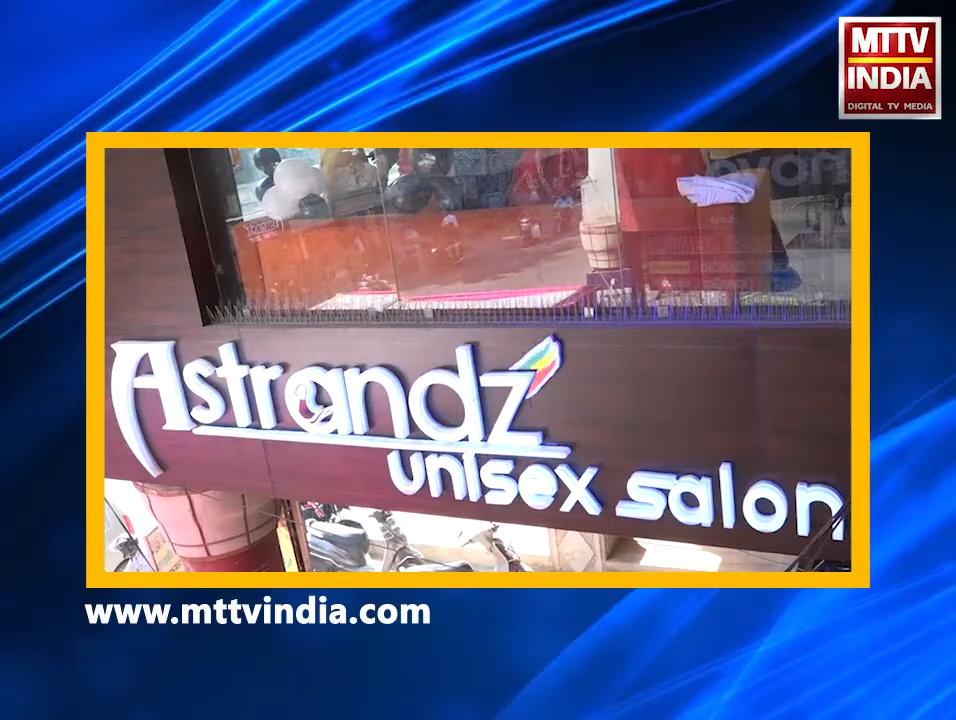 MTTV
INDIA
DIGITAL TV MEDIA
Astrandz
unisex salon
www.mttvindia.com